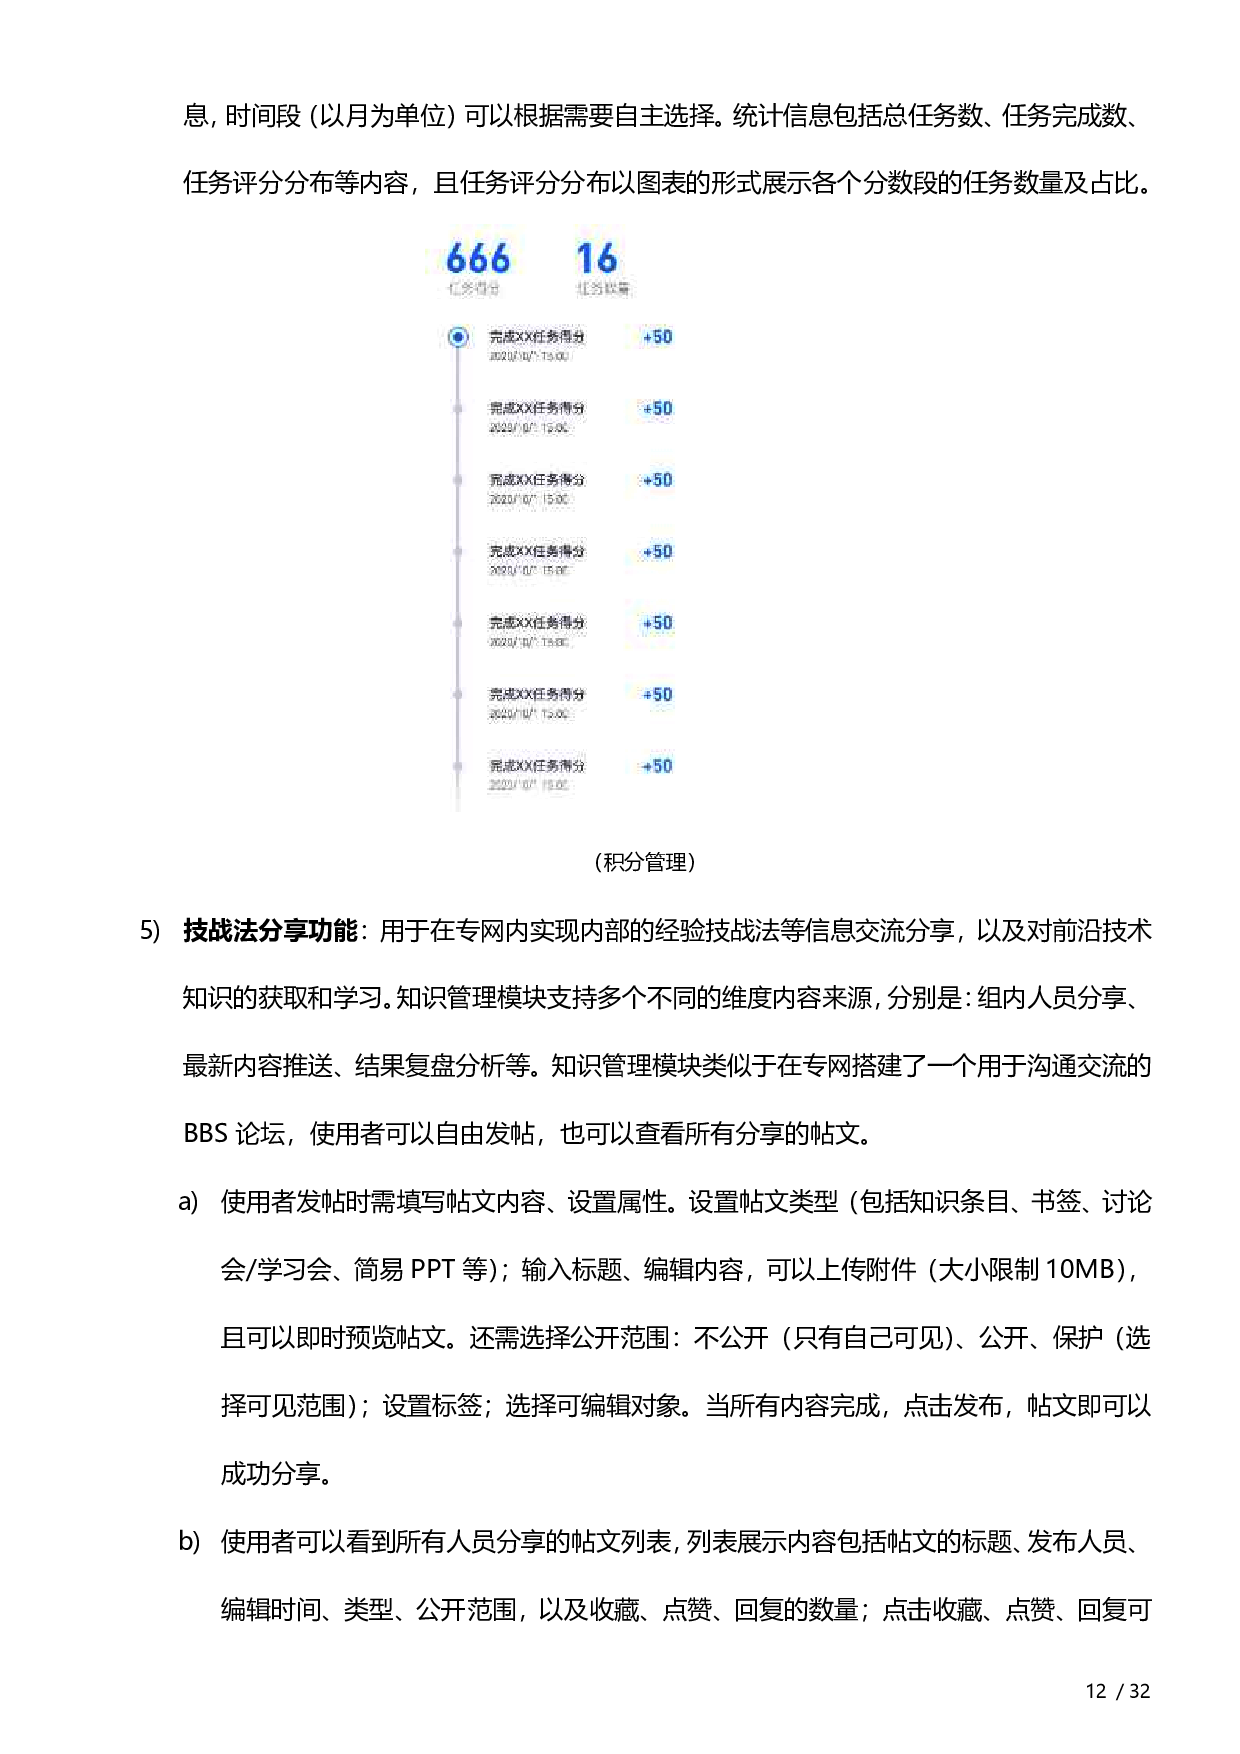 息，时间段（以月为单位）可以根据需要自主选择。统计信息包括总任务数、任务完成数、
任务评分分布等内容，且任务评分分布以图表的形式展示各个分数段的任务数量及占比。
666 16
任务得分 任务数量
完成XX任务得分 +50
2020/10/1 15:00
完成XX任务得分 +50
2020/10/1 15:00
完成XX任务得分 +50
2020/10/1 15:00
完成XX任务得分 +50
2020/10/1 15:00
完成XX任务得分 +50
2020/10/1 15:00
完成XX任务得分 +50
2020/10/1 15:00
完成XX任务得分 +50
2020/10/1 15:00
（积分管理）
5) 技战法分享功能：用于在专网内实现内部的经验技战法等信息交流分享，以及对前沿技术
知识的获取和学习。知识管理模块支持多个不同的维度内容来源，分别是：组内人员分享、
最新内容推送、结果复盘分析等。知识管理模块类似于在专网搭建了一个用于沟通交流的
BBS 论坛，使用者可以自由发帖，也可以查看所有分享的帖文。
a) 使用者发帖时需填写帖文内容、设置属性。设置帖文类型（包括知识条目、书签、讨论
会/学习会、简易 PPT 等）；输入标题、编辑内容，可以上传附件（大小限制 10MB），
且可以即时预览帖文。还需选择公开范围：不公开（只有自己可见）、公开、保护（选
择可见范围）；设置标签；选择可编辑对象。当所有内容完成，点击发布，帖文即可以
成功分享。
b) 使用者可以看到所有人员分享的帖文列表，列表展示内容包括帖文的标题、发布人员、
编辑时间、类型、公开范围，以及收藏、点赞、回复的数量；点击收藏、点赞、回复可
12 / 32